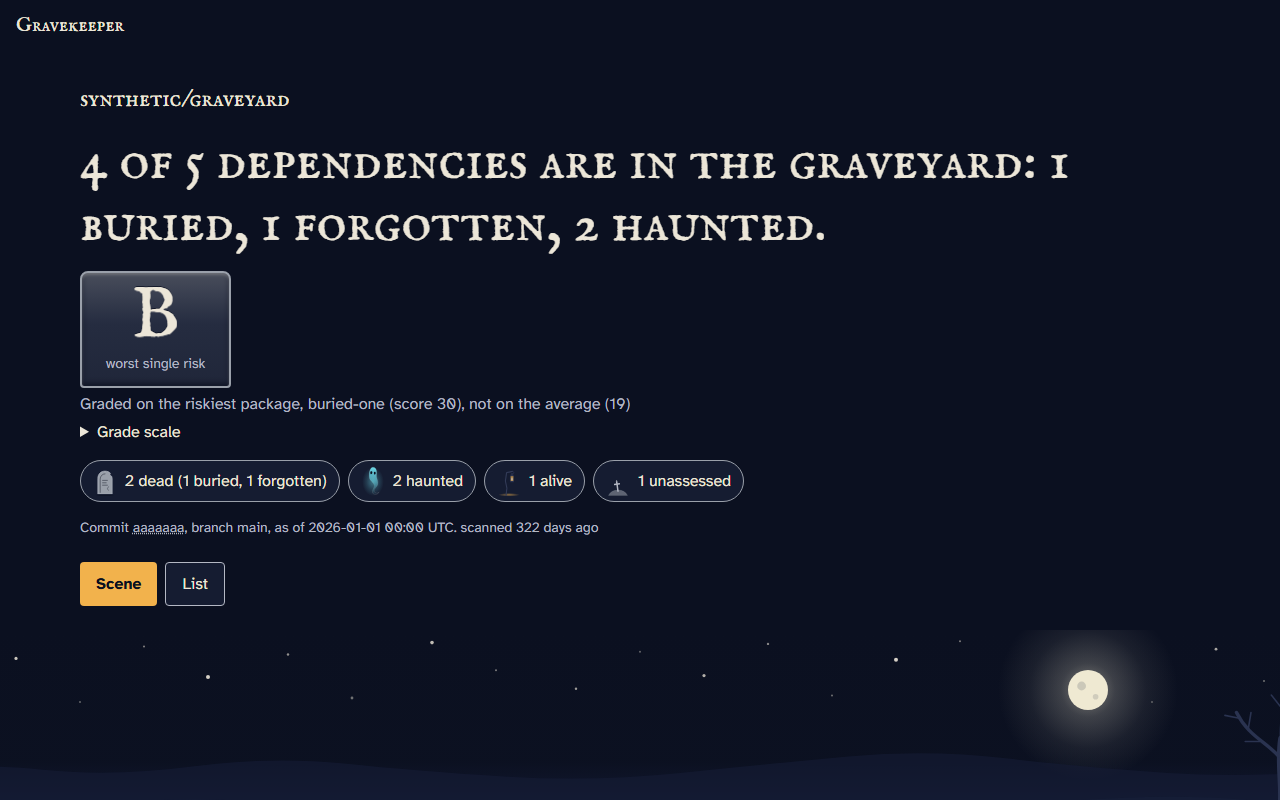 Gravekeeper
synthetic/graveyard
4 of 5 dependencies are in the graveyard: 1
buried, 1 forgotten, 2 haunted.
B
worst single risk
Graded on the riskiest package, buried-one (score 30), not on the average (19)
Grade scale
2 dead (1 buried, 1 forgotten)
2 haunted
1 alive
1 unassessed
Commit aaaaaaa, branch main, as of 2026-01-01 00:00 UTC. scanned 322 days ago
Scene
List